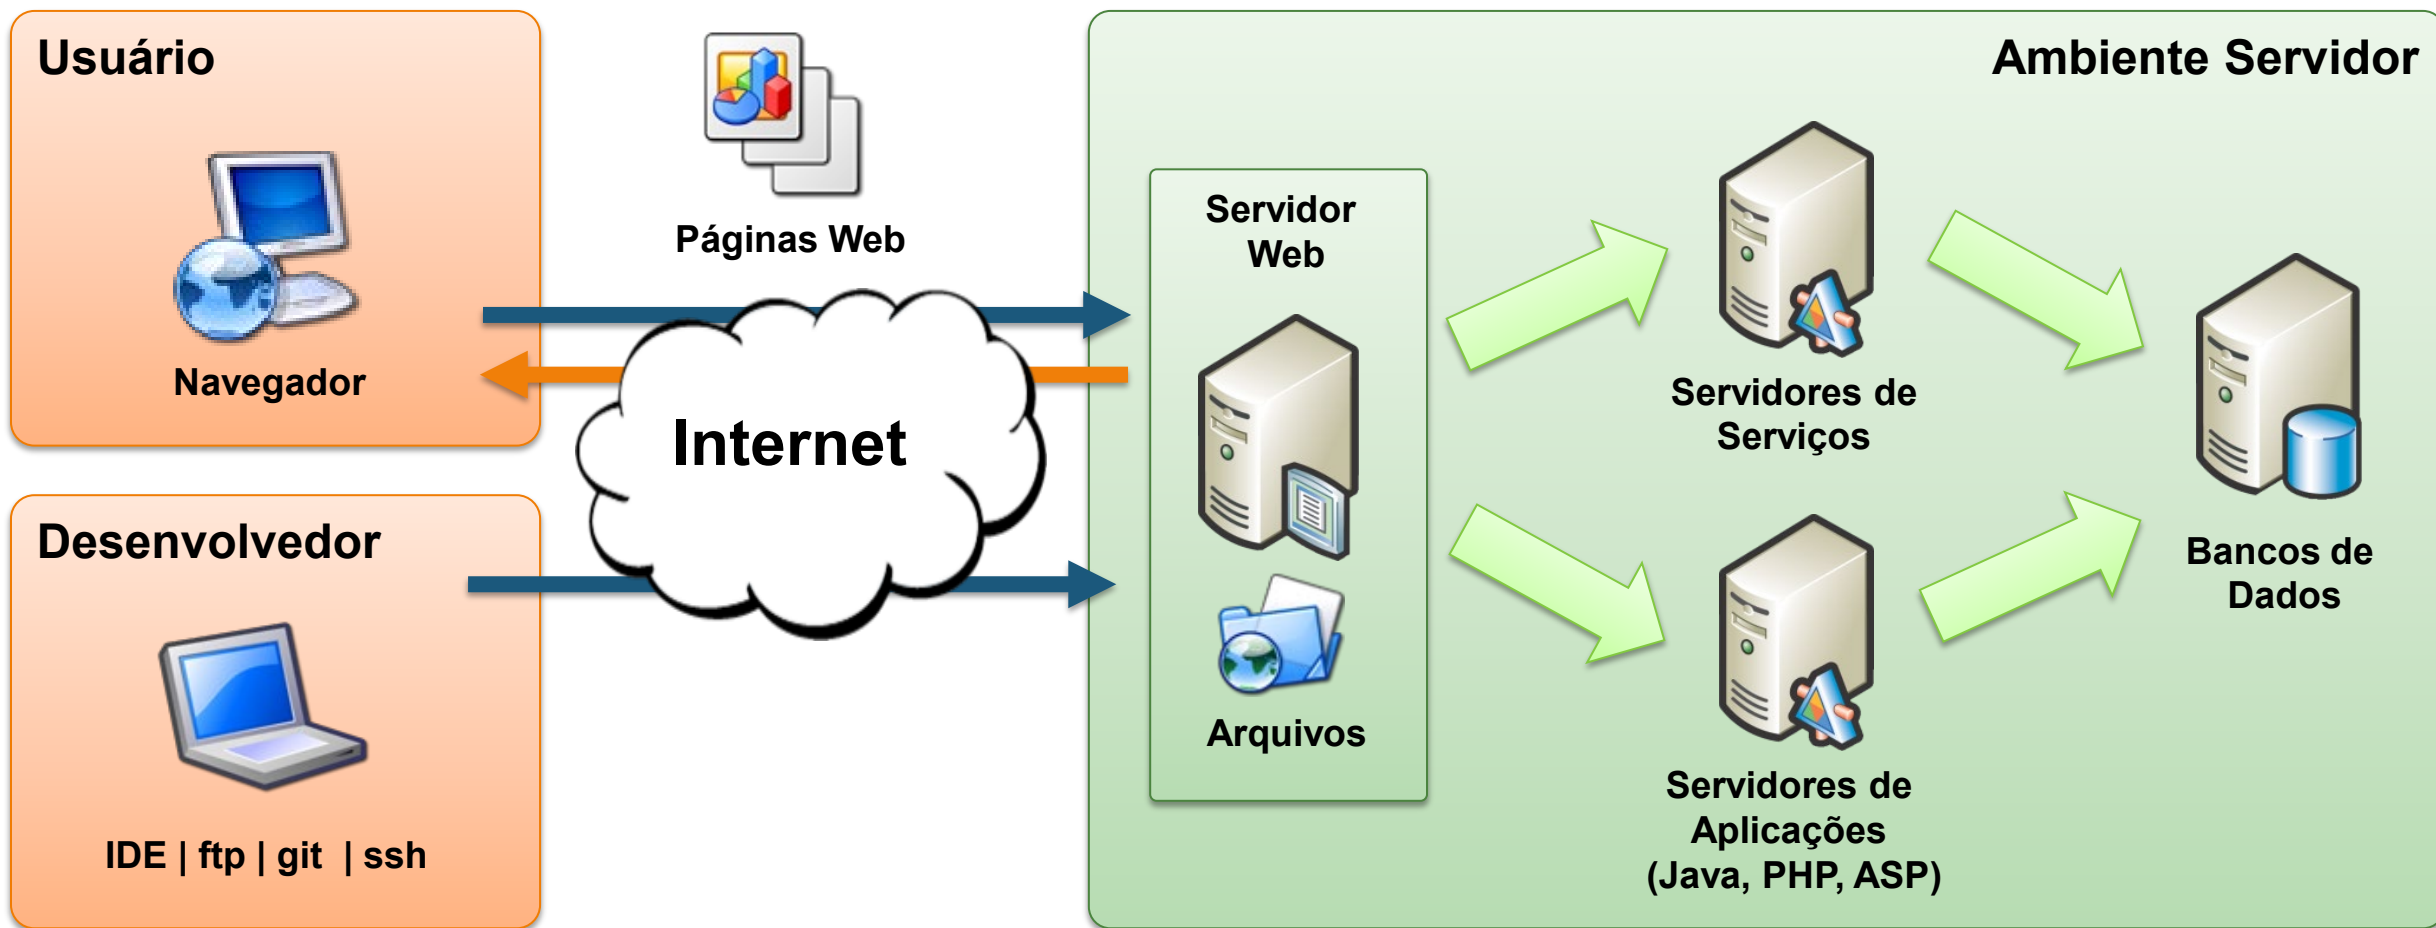 Usuário
Navegador
Desenvolvedor
IDE | ftp | git | ssh
Páginas Web
Internet
Ambiente Servidor
Servidor
Web
Arquivos
Servidores de
Serviços
Servidores de
Aplicações
(Java, PHP, ASP)
Bancos de
Dados